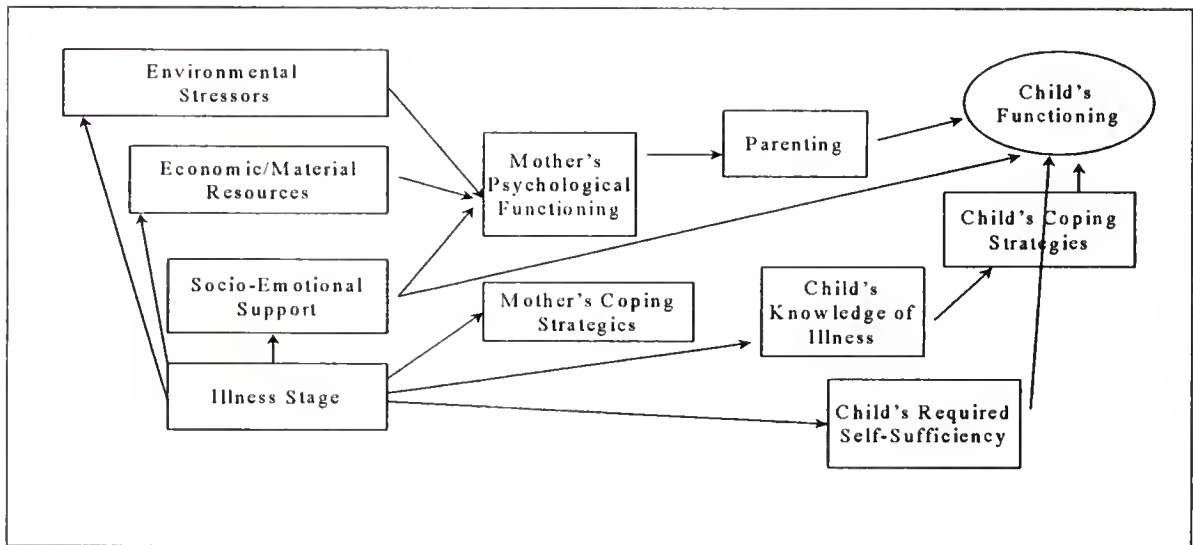 Environmental
Stressors
Economic/Material
Resources
Socio-Emotional
Support
Illness Stage
Mother's
Psychological
Functioning
Mother's Coping
Strategies
Parenting
Child's
Knowledge of
Illness
Child's Required
Self-Sufficiency
Child's
Functioning
Child's Coping
Strategies